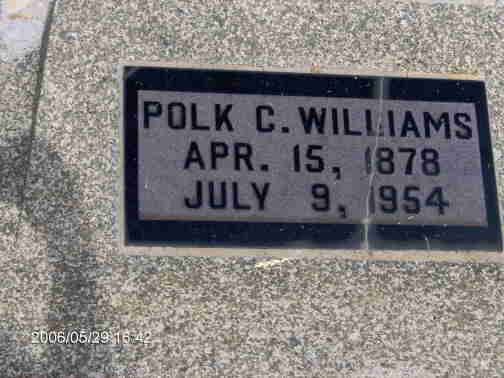 POLK C. WILLIAMS
APR. 15, 1878
JULY 9, 1954
2006/05/29 16:42